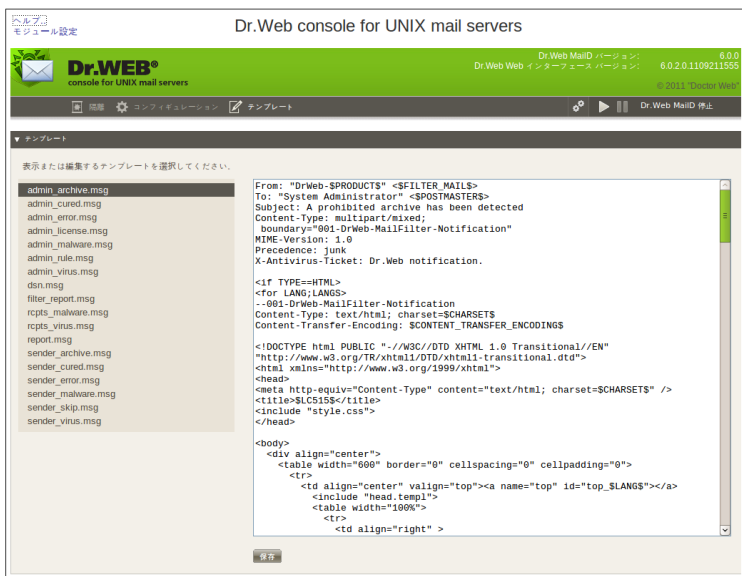 ヘルプ..
モジュール設定
Dr.Web console for UNIX mail servers
Dr.WEB®
console for UNIX mail servers
Dr.Web MailD バージョン: 6.0.0
Dr.Web Web インターフェース バージョン: 6.0.2.0.1109211555
© 2011 "Doctor Web"
隔離 コンフィギュレーション テンプレート Dr.Web MailD 停止
▼ テンプレート
表示または編集するテンプレートを選択してください.
admin_archive.msg
admin_cured.msg
admin_error.msg
admin_license.msg
admin_malware.msg
admin_rule.msg
admin_virus.msg
dsn.msg
filter_report.msg
rcpts_malware.msg
rcpts_virus.msg
report.msg
sender_archive.msg
sender_cured.msg
sender_error.msg
sender_malware.msg
sender_skip.msg
sender_virus.msg
From: "DrWeb-$PRODUCT$" <$FILTER_MAIL$>
To: "System Administrator" <$POSTMASTER$>
Subject: A prohibited archive has been detected
Content-Type: multipart/mixed;
boundary="001-DrWeb-MailFilter-Notification"
MIME-Version: 1.0
Precedence: junk
X-Antivirus-Ticket: Dr.Web notification.
<if TYPE==HTML>
<for LANG;LANGS>
--001-DrWeb-MailFilter-Notification
Content-Type: text/html; charset=$CHARSET$
Content-Transfer-Encoding: $CONTENT_TRANSFER_ENCODING$
<!DOCTYPE html PUBLIC "-//W3C//DTD XHTML 1.0 Transitional//EN"
"http://www.w3.org/TR/xhtml1/DTD/xhtml1-transitional.dtd">
<html xmlns="http://www.w3.org/1999/xhtml">
<head>
<meta http-equiv="Content-Type" content="text/html; charset=$CHARSET$" />
<title>$LC515$</title>
<include "style.css">
</head>
<body>
<div align="center">
<table width="600" border="0" cellspacing="0" cellpadding="0">
<tr>
<td align="center" valign="top"><a name="top" id="top_$LANG$"></a>
<include "head.templ">
<table width="100%">
<tr>
<td align="right" >
保存